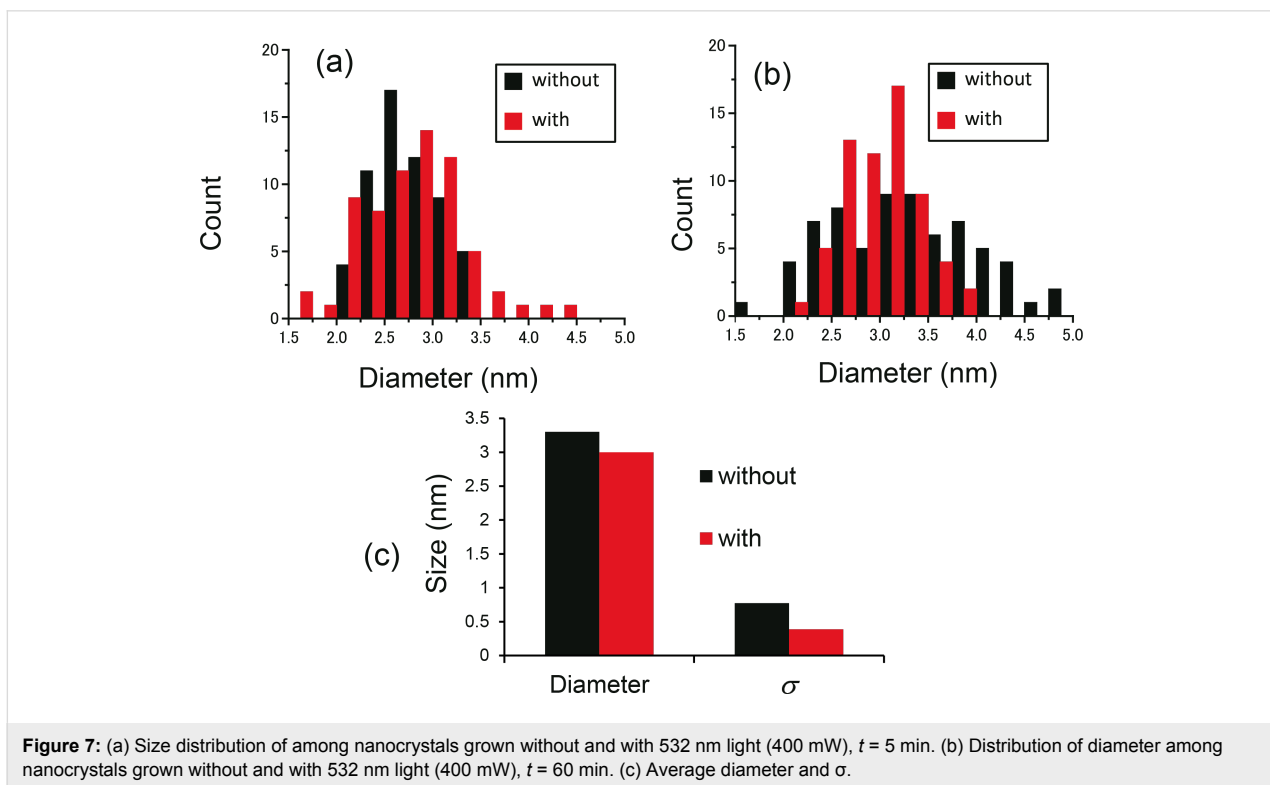 (a)
without
with
20
15
10
5
0
Count
1.5 2.0 2.5 3.0 3.5 4.0 4.5 5.0
Diameter (nm)
(b)
without
with
20
15
10
5
0
Count
1.5 2.0 2.5 3.0 3.5 4.0 4.5 5.0
Diameter (nm)
(c)
3.5
3
2.5
2
1.5
1
0.5
0
Size (nm)
without
with
Diameter σ
Figure 7: (a) Size distribution of among nanocrystals grown without and with 532 nm light (400 mW), t = 5 min. (b) Distribution of diameter among
nanocrystals grown without and with 532 nm light (400 mW), t = 60 min. (c) Average diameter and σ.